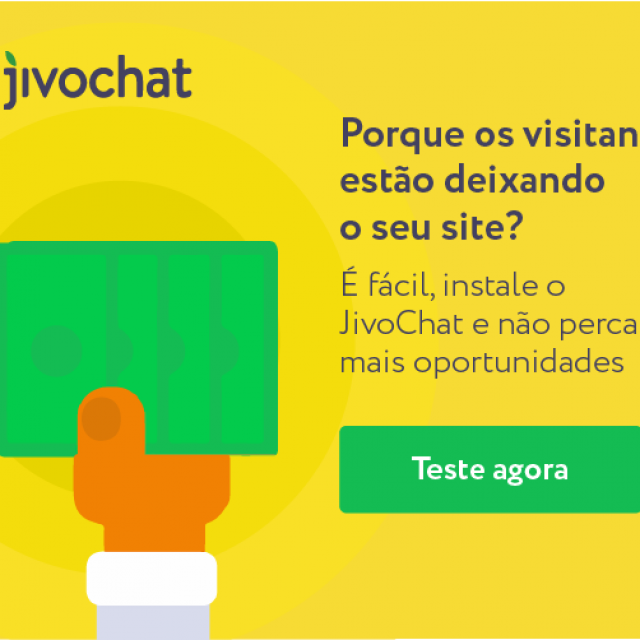 jivochat
Porque os visitan
estão deixando
o seu site?
É fácil, instale o
JivoChat e não perca
mais oportunidades
Teste agora